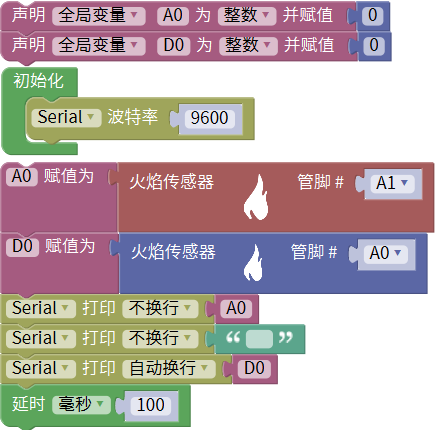 声明 全局变量 A0 为 整数 并赋值 0
声明 全局变量 D0 为 整数 并赋值 0
初始化
Serial 波特率 9600
A0 赋值为 火焰传感器 管脚 # A1
D0 赋值为 火焰传感器 管脚 # A0
Serial 打印 不换行 A0
Serial 打印 不换行 “ ”
Serial 打印 自动换行 D0
延时 毫秒 100